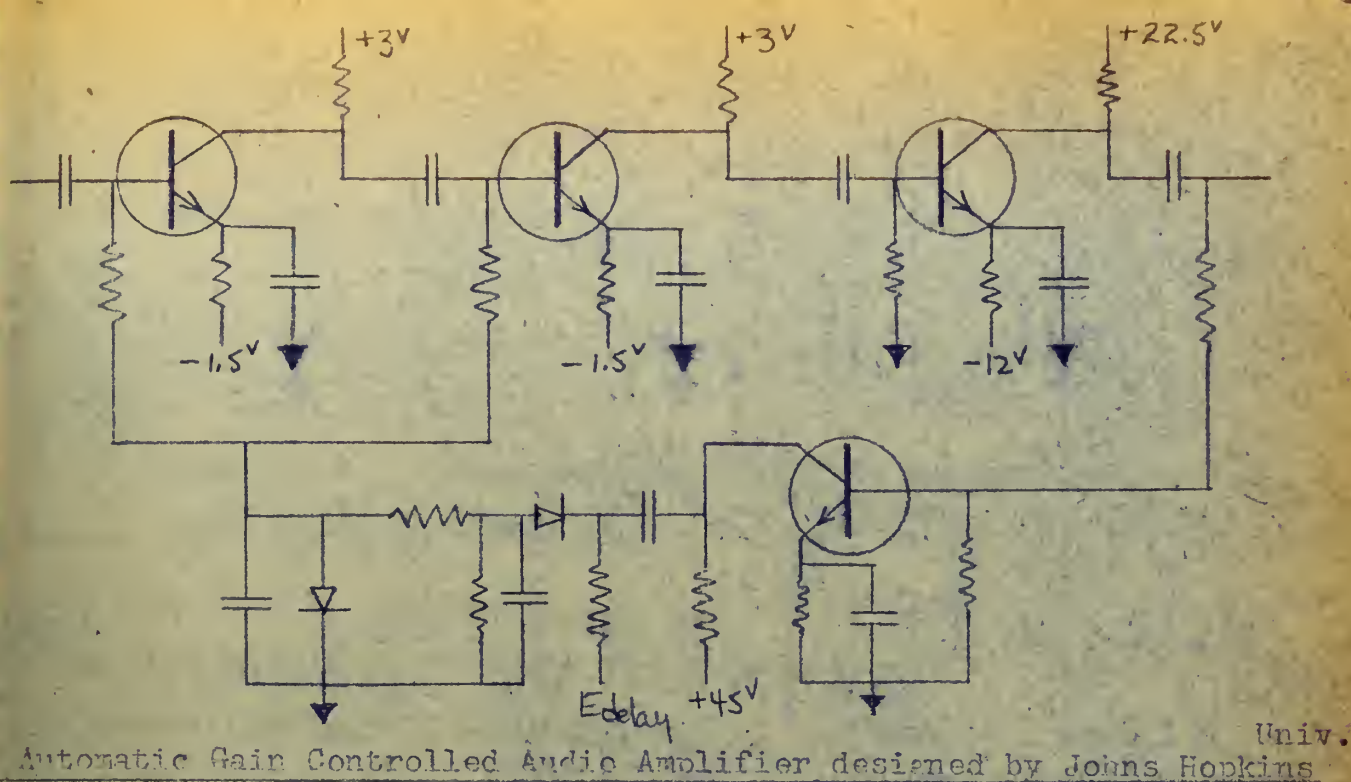 +3V +3V +22.5V
-1.5V -1.5V -12V
Edelay +45V
Univ.
Automatic Gain Controlled Audio Amplifier designed by Johns Hopkins